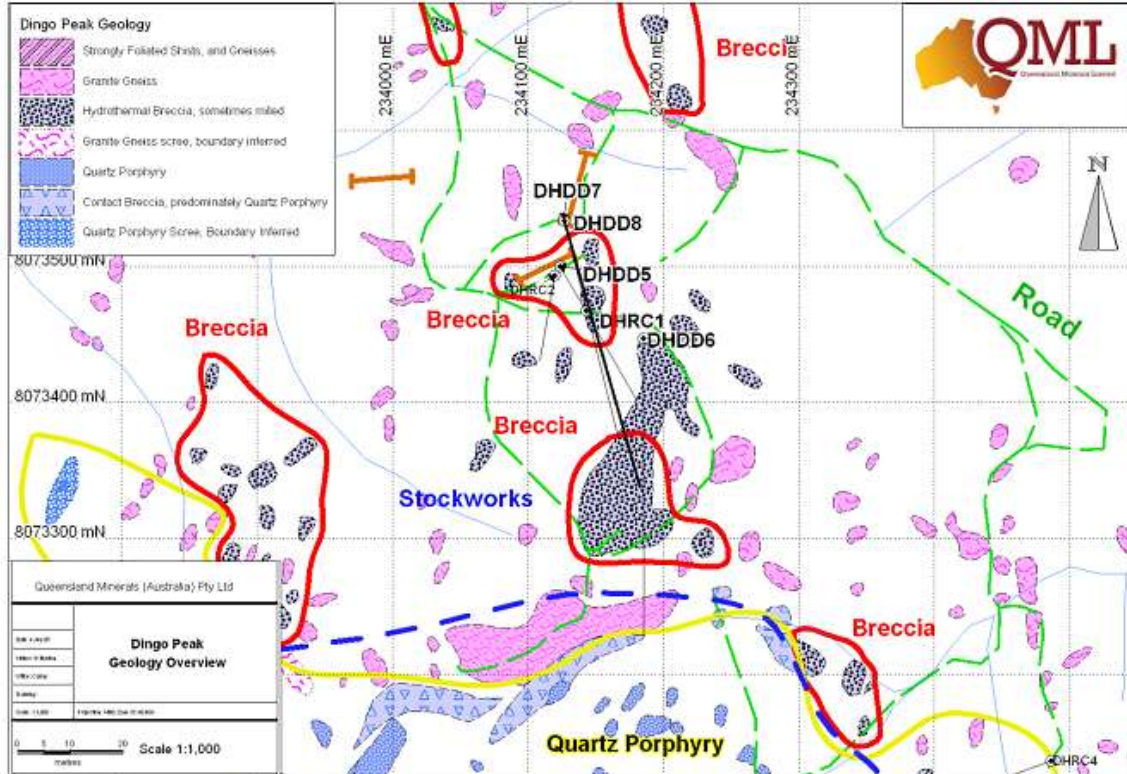 Dingo Peak Geology
Strongly Foliated Shists, and Gneisses
Granite Gneiss
Hydrothermal Breccia, sometimes milled
Granite Gneiss scree, boundary inferred
Quartz Porphyry
Contact Breccia, predominately Quartz Porphyry
Quartz Porphyry Scree, Boundary Inferred
234000 mE
234100 mE
234200 mE
234300 mE
Breccia
QML
N
DHDD7
DHDD8
8073500 mN
DHDD5
DHRC2
Breccia
DHRC1
DHDD6
Road
Breccia
8073400 mN
Breccia
Stockworks
8073300 mN
Queensland Minerals (Australia) Pty Ltd
Dingo Peak
Geology Overview
0 5 10 20
metres
Scale 1:1,000
Breccia
Quartz Porphyry
DHRC4